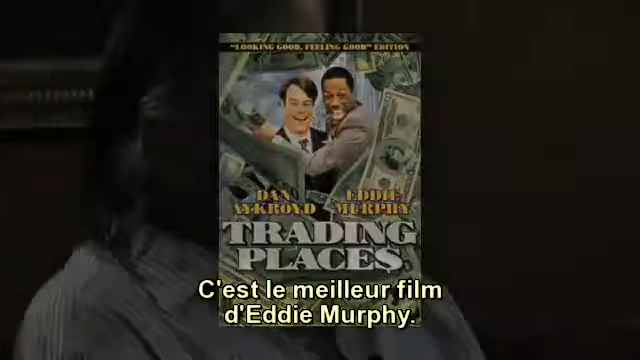 "LOOKING GOOD, FEELING GOOD" EDITION
DAN EDDIE
AYKROYD MURPHY
TRADING
PLACES
C'est le meilleur film
d'Eddie Murphy.